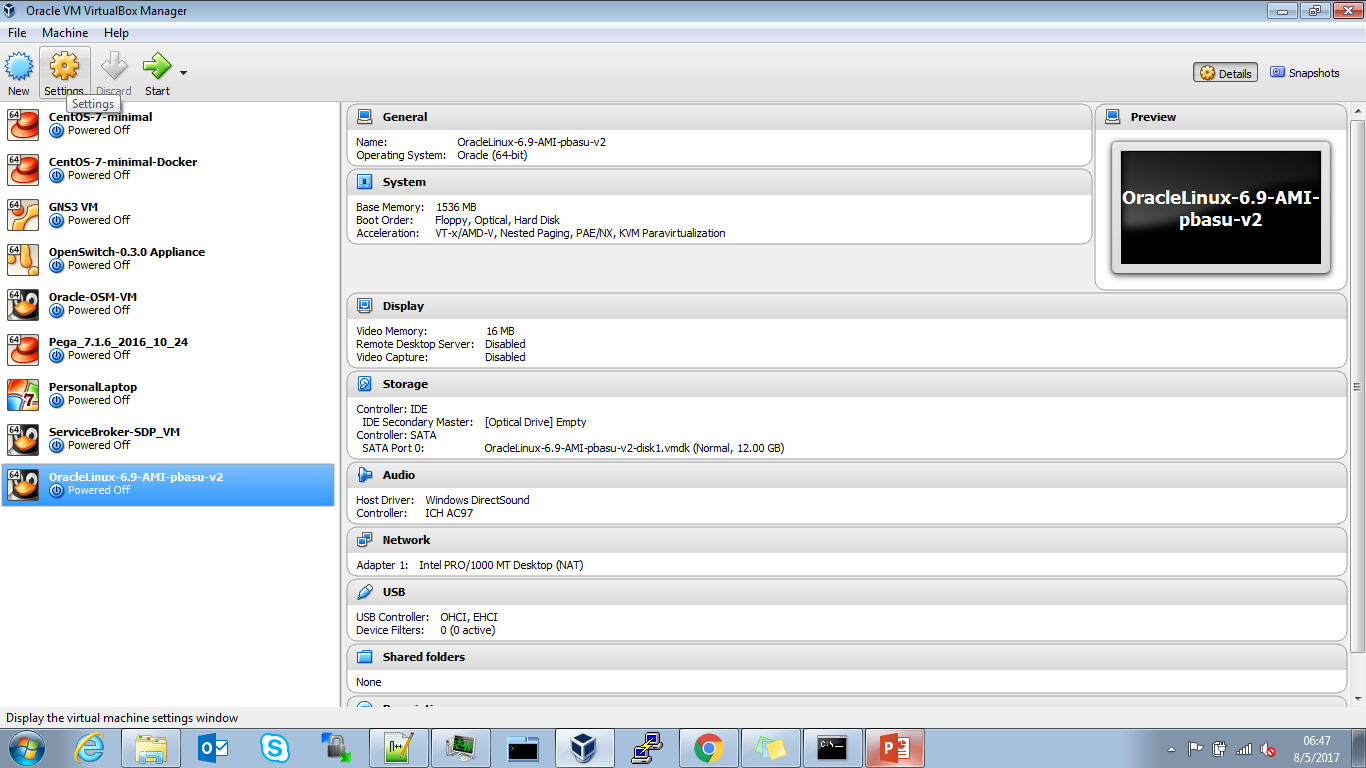 Oracle VM VirtualBox Manager
File Machine Help
New Settings Discard Start
Details Snapshots
Settings
64 CentOS-7-minimal
Powered Off
64 CentOS-7-minimal-Docker
Powered Off
64 GNS3 VM
Powered Off
64 OpenSwitch-0.3.0 Appliance
Powered Off
64 Oracle-OSM-VM
Powered Off
64 Pega_7.1.6_2016_10_24
Powered Off
7 PersonalLaptop
Powered Off
64 ServiceBroker-SDP_VM
Powered Off
64 OracleLinux-6.9-AMI-pbasu-v2
Powered Off
General
Name: OracleLinux-6.9-AMI-pbasu-v2
Operating System: Oracle (64-bit)
System
Base Memory: 1536 MB
Boot Order: Floppy, Optical, Hard Disk
Acceleration: VT-x/AMD-V, Nested Paging, PAE/NX, KVM Paravirtualization
Preview
OracleLinux-6.9-AMI-
pbasu-v2
Display
Video Memory: 16 MB
Remote Desktop Server: Disabled
Video Capture: Disabled
Storage
Controller: IDE
IDE Secondary Master: [Optical Drive] Empty
Controller: SATA
SATA Port 0: OracleLinux-6.9-AMI-pbasu-v2-disk1.vmdk (Normal, 12.00 GB)
Audio
Host Driver: Windows DirectSound
Controller: ICH AC97
Network
Adapter 1: Intel PRO/1000 MT Desktop (NAT)
USB
USB Controller: OHCI, EHCI
Device Filters: 0 (0 active)
Shared folders
None
Display the virtual machine settings window
06:47
8/5/2017